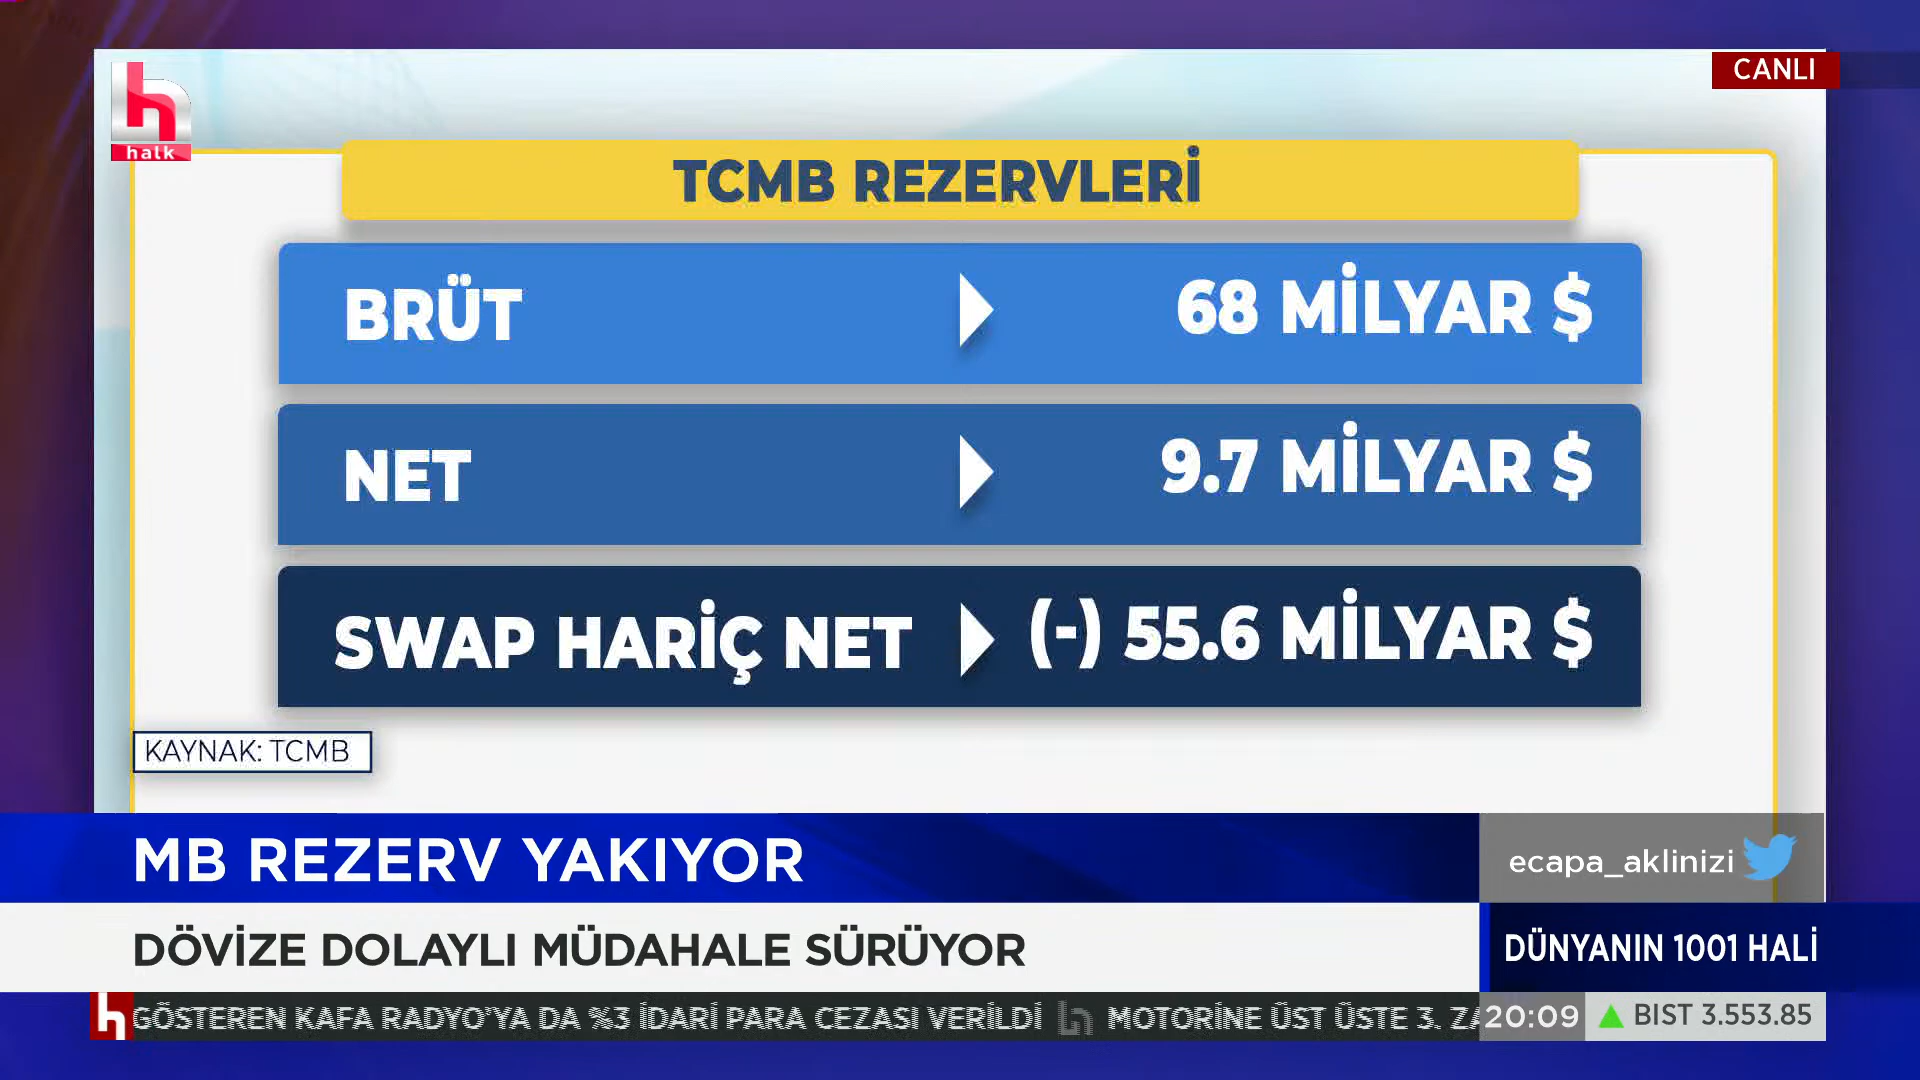 halk
CANLI
TCMB REZERVLERİ
BRÜT 68 MİLYAR $
NET 9.7 MİLYAR $
SWAP HARİÇ NET (-) 55.6 MİLYAR $
KAYNAK: TCMB
MB REZERV YAKIYOR
ecapa_aklinizi
DÖVİZE DOLAYLI MÜDAHALE SÜRÜYOR
DÜNYANIN 1001 HALİ
GÖSTEREN KAFA RADYO'YA DA %3 İDARİ PARA CEZASI VERİLDİ h MOTORİNE ÜST ÜSTE 3. ZA
20:09
BIST 3.553.85